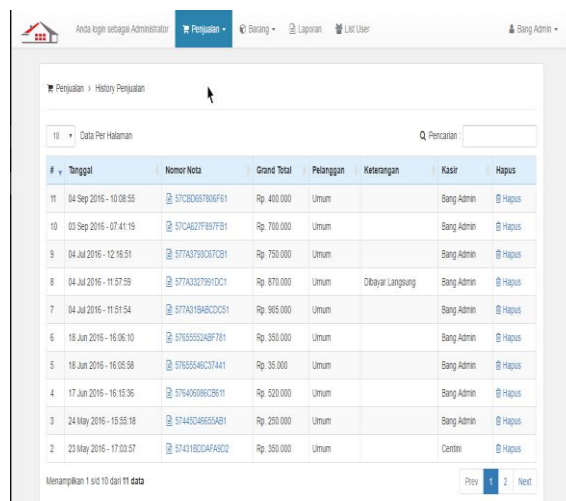 Anda login sebagai Administrator Penjualan Barang Laporan List User Bang Admin
Penjualan > History Penjualan
10 Data Per Halaman Pencarian :
# Tanggal Nomor Nota Grand Total Pelanggan Keterangan Kasir Hapus
11 04 Sep 2016 - 10:08:55 57CBD697806F61 Rp. 400.000 Umum Bang Admin Hapus
10 03 Sep 2016 - 07:41:19 57CA627F897FB1 Rp. 700.000 Umum Bang Admin Hapus
9 04 Jul 2016 - 12:16:51 577A3793C67CB1 Rp. 750.000 Umum Bang Admin Hapus
8 04 Jul 2016 - 11:57:59 577A3327991DC1 Rp. 870.000 Umum Dibayar Langsung Bang Admin Hapus
7 04 Jul 2016 - 11:51:54 577A31BABCDC51 Rp. 905.000 Umum Bang Admin Hapus
6 18 Jun 2016 - 16:06:10 57655552ABF781 Rp. 350.000 Umum Bang Admin Hapus
5 18 Jun 2016 - 16:05:58 57655546C37441 Rp. 35.000 Umum Bang Admin Hapus
4 17 Jun 2016 - 16:15:36 576406086CB611 Rp. 520.000 Umum Bang Admin Hapus
3 24 May 2016 - 15:55:18 57445D46655AB1 Rp. 250.000 Umum Bang Admin Hapus
2 23 May 2016 - 17:03:57 57431BDDAFA9D2 Rp. 350.000 Umum Centini Hapus
Menampilkan 1 s/d 10 dari 11 data Prev 1 2 Next